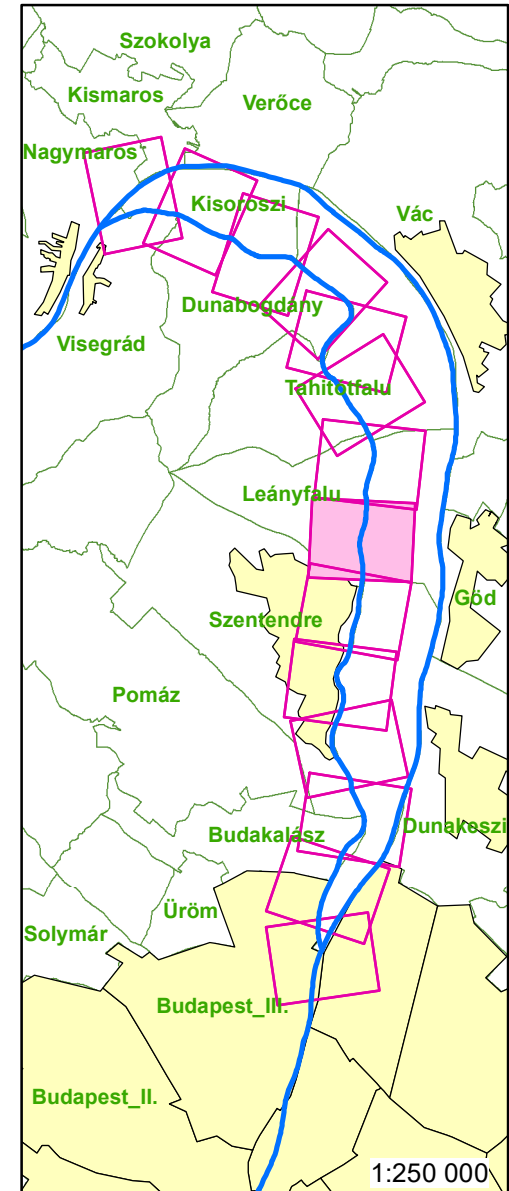 Szokolya
Kismaros
Verőce
Nagymaros
Kisoroszi
Vác
Dunabogdány
Visegrád
Tahitótfalu
Leányfalu
Göd
Szentendre
Pomáz
Budakalász
Dunakeszi
Üröm
Solymár
Budapest_III.
Budapest_II.
1:250 000